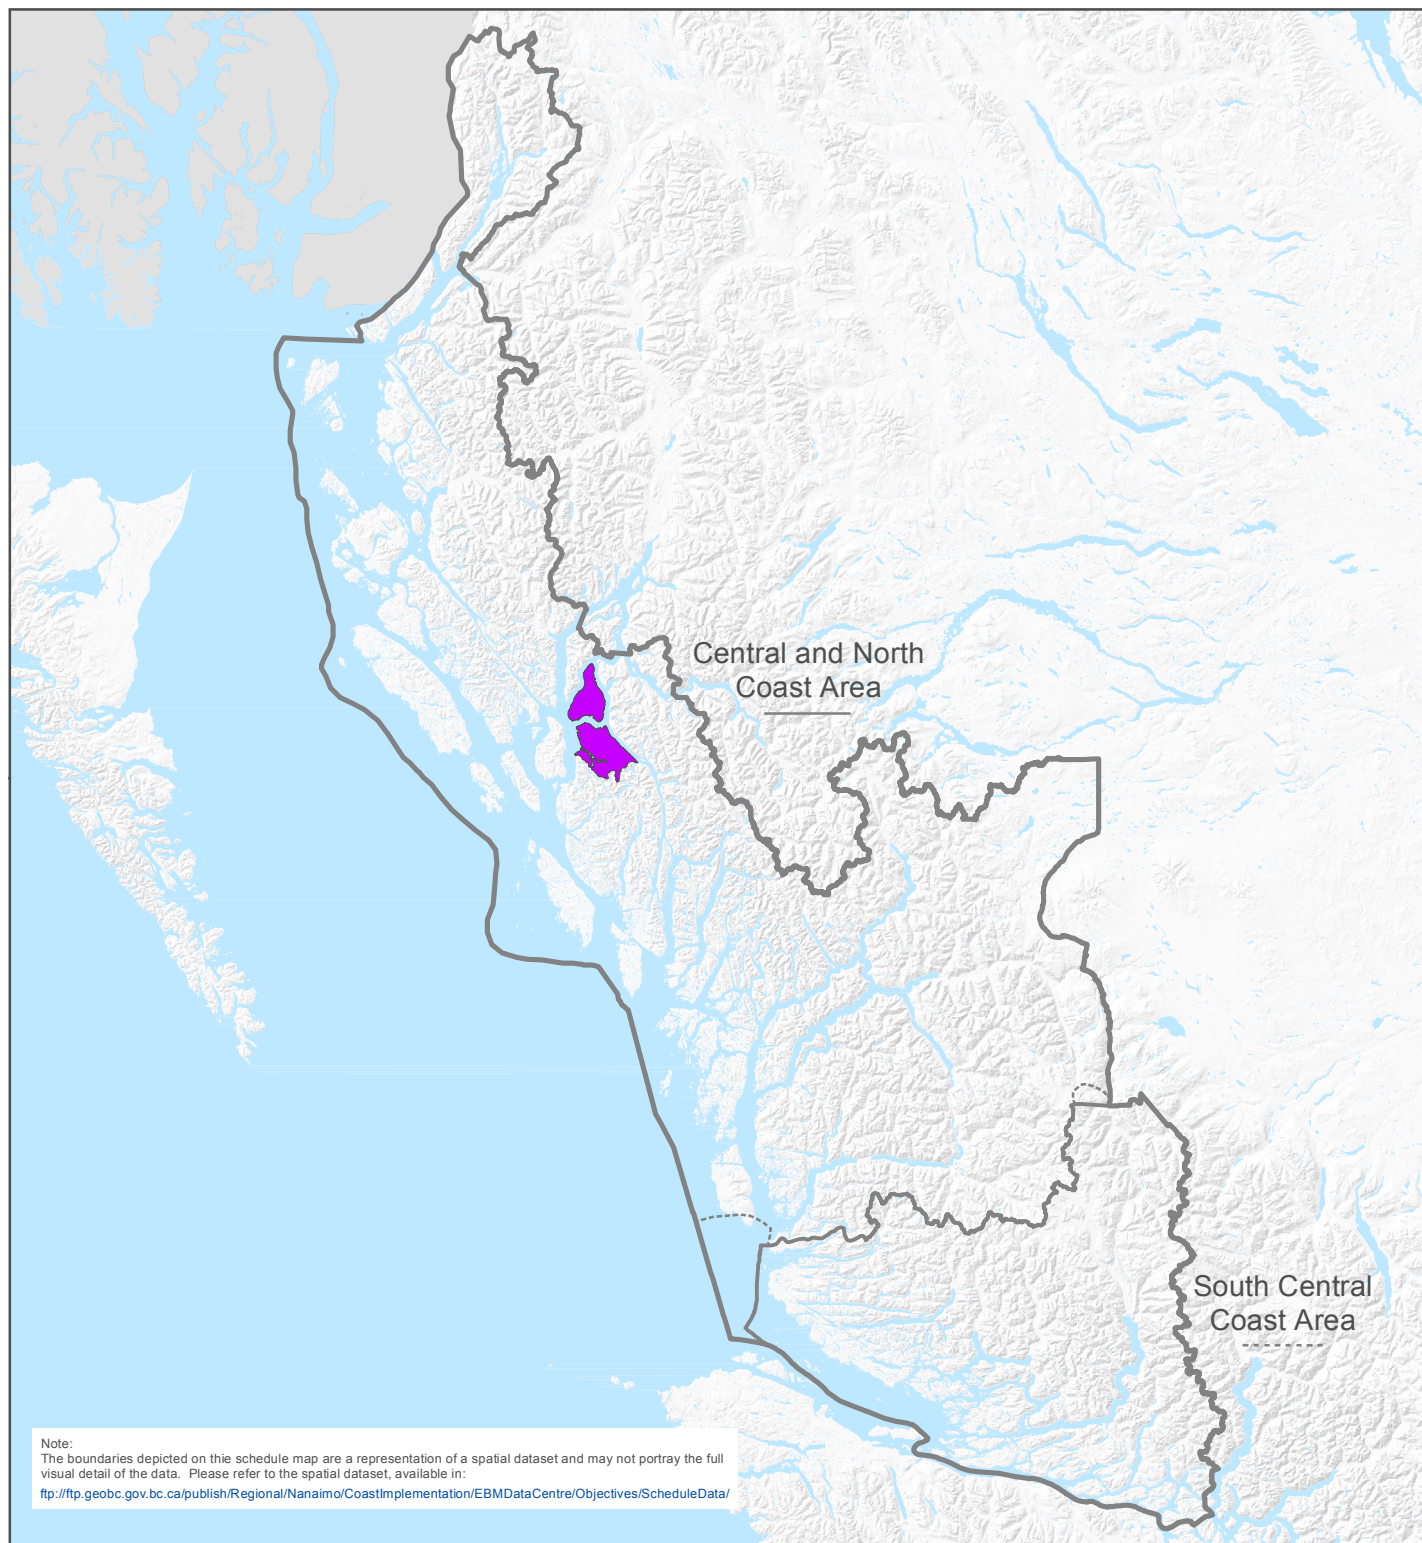 Central and North
Coast Area
South Central
Coast Area
Note:
The boundaries depicted on thie schedule map are a representation of a spatial dataset and may not portray the full
visual detail of the data. Please refer to the spatial dataset, available in:
ftp://ftp.geobc.gov.bc.ca/publish/Regional/Nanaimo/CoastImplementation/EBMDataCentre/Objectives/ScheduleData/